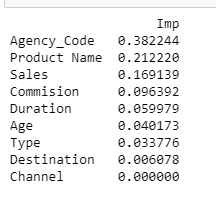 Imp
Agency_Code 0.382244
Product Name 0.212220
Sales 0.169139
Commision 0.096392
Duration 0.059979
Age 0.040173
Type 0.033776
Destination 0.006078
Channel 0.000000